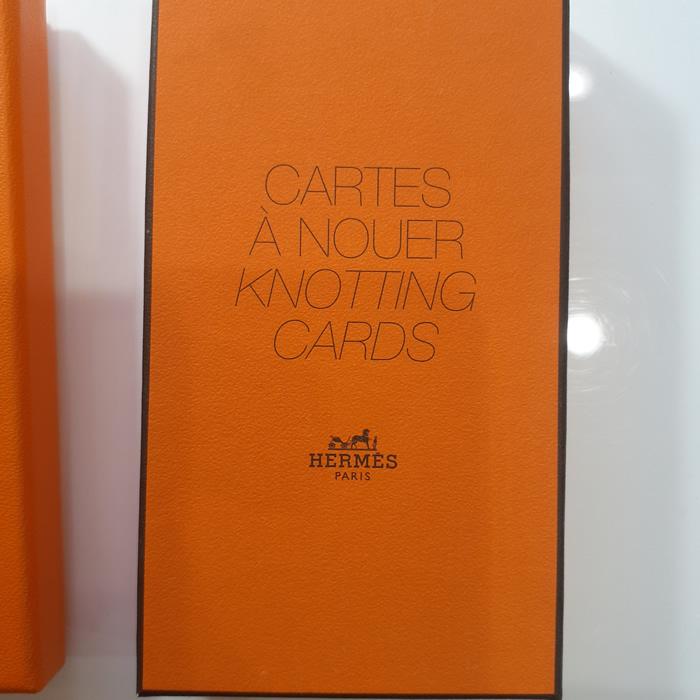 CARTES
À NOUER
KNOTTING
CARDS
HERMÈS
PARIS